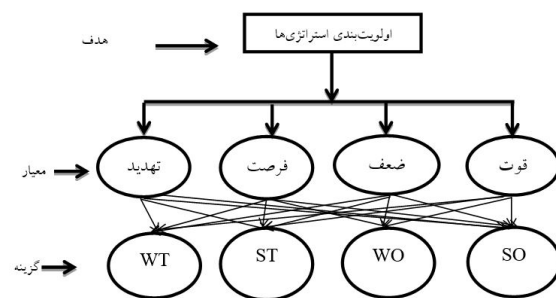 هدف
اولویت‌بندی استراتژی‌ها
معیار
قوت ضعف فرصت تهدید
گزینه
SO WO ST WT